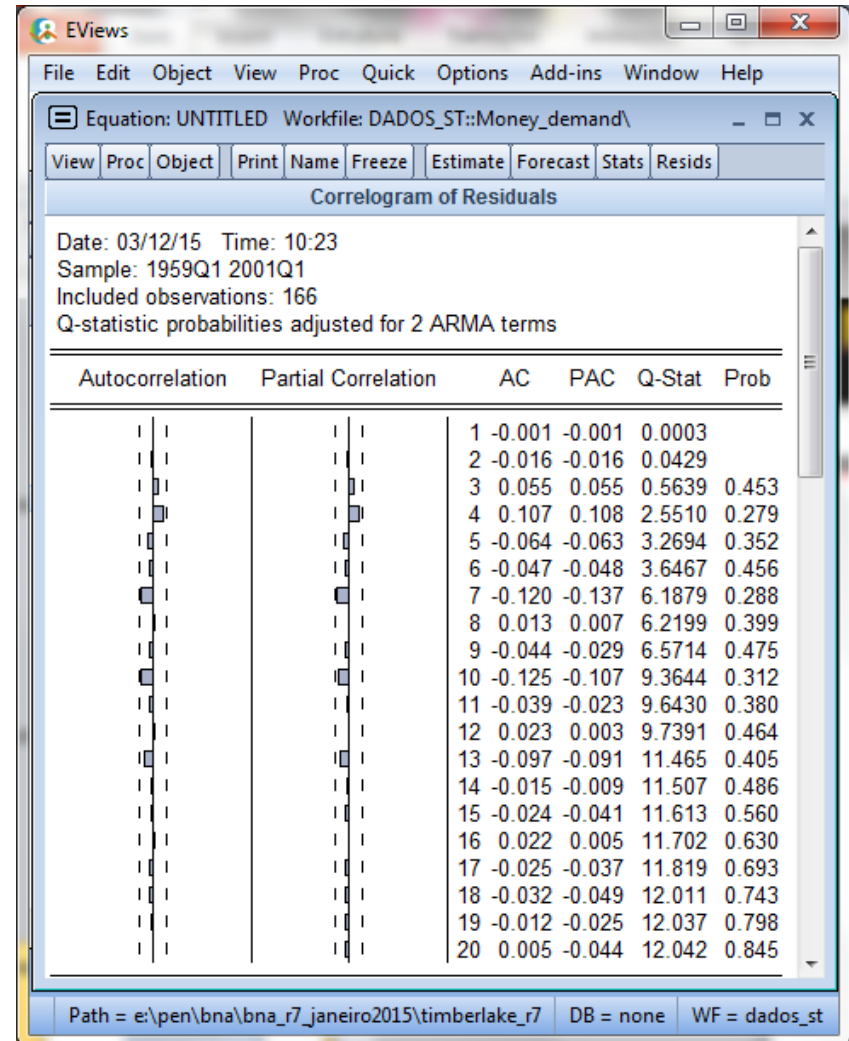 EViews
File Edit Object View Proc Quick Options Add-ins Window Help
Equation: UNTITLED Workfile: DADOS_ST::Money_demand\
View Proc Object Print Name Freeze Estimate Forecast Stats Resids
Correlogram of Residuals
Date: 03/12/15 Time: 10:23
Sample: 1959Q1 2001Q1
Included observations: 166
Q-statistic probabilities adjusted for 2 ARMA terms
Autocorrelation Partial Correlation AC PAC Q-Stat Prob
1 -0.001 -0.001 0.0003
2 -0.016 -0.016 0.0429
3 0.055 0.055 0.5639 0.453
4 0.107 0.108 2.5510 0.279
5 -0.064 -0.063 3.2694 0.352
6 -0.047 -0.048 3.6467 0.456
7 -0.120 -0.137 6.1879 0.288
8 0.013 0.007 6.2199 0.399
9 -0.044 -0.029 6.5714 0.475
10 -0.125 -0.107 9.3644 0.312
11 -0.039 -0.023 9.6430 0.380
12 0.023 0.003 9.7391 0.464
13 -0.097 -0.091 11.465 0.405
14 -0.015 -0.009 11.507 0.486
15 -0.024 -0.041 11.613 0.560
16 0.022 0.005 11.702 0.630
17 -0.025 -0.037 11.819 0.693
18 -0.032 -0.049 12.011 0.743
19 -0.012 -0.025 12.037 0.798
20 0.005 -0.044 12.042 0.845
Path = e:\pen\bna\bna_r7_janeiro2015\timberlake_r7 DB = none WF = dados_st